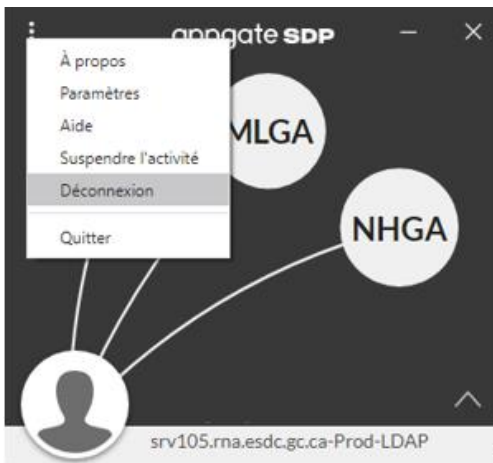 appgate SDP
À propos
Paramètres
Aide
Suspendre l'activité
Déconnexion
Quitter
MLGA
NHGA
srv105.rna.esdc.gc.ca-Prod-LDAP